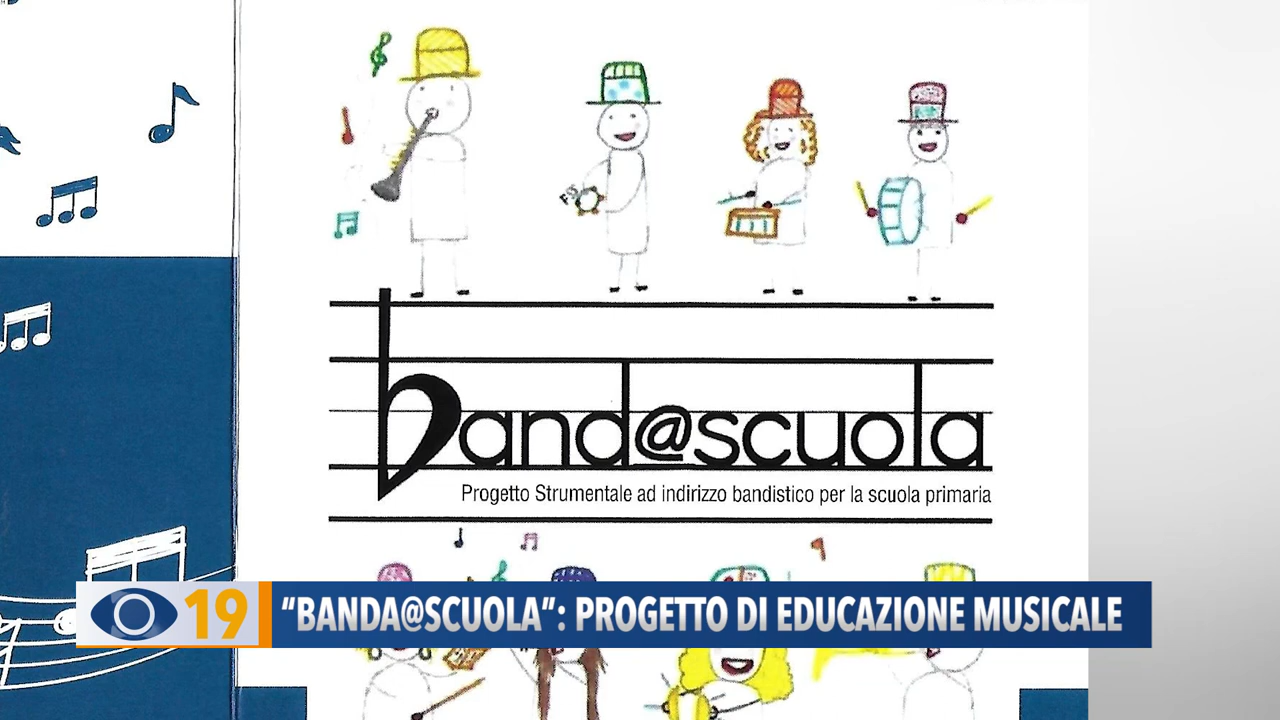 band@scuola
Progetto Strumentale ad indirizzo bandistico per la scuola primaria
19
“BANDA@SCUOLA”: PROGETTO DI EDUCAZIONE MUSICALE